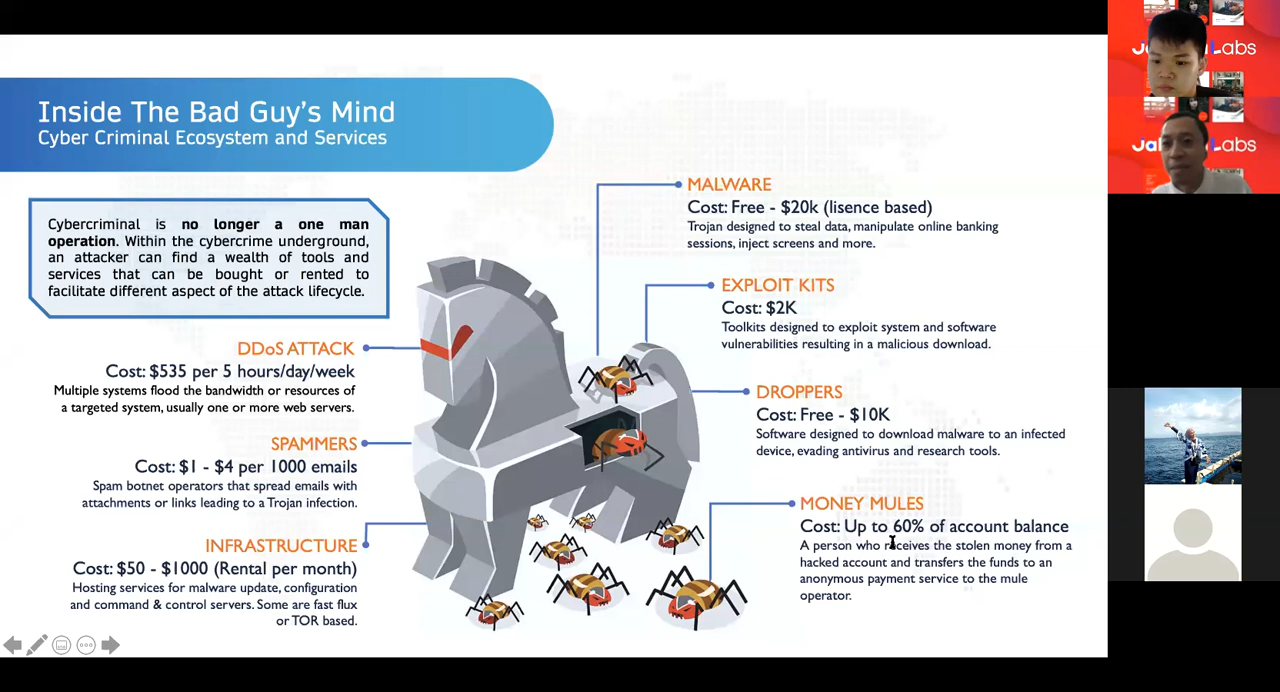 Inside The Bad Guy's Mind
Cyber Criminal Ecosystem and Services
Cybercriminal is no longer a one man
operation. Within the cybercrime underground,
an attacker can find a wealth of tools and
services that can be bought or rented to
facilitate different aspect of the attack lifecycle.
DDoS ATTACK
Cost: $535 per 5 hours/day/week
Multiple systems flood the bandwidth or resources of
a targeted system, usually one or more web servers.
SPAMMERS
Cost: $1 - $4 per 1000 emails
Spam botnet operators that spread emails with
attachments or links leading to a Trojan infection.
INFRASTRUCTURE
Cost: $50 - $1000 (Rental per month)
Hosting services for malware update, configuration
and command & control servers. Some are fast flux
or TOR based.
MALWARE
Cost: Free - $20k (lisence based)
Trojan designed to steal data, manipulate online banking
sessions, inject screens and more.
EXPLOIT KITS
Cost: $2K
Toolkits designed to exploit system and software
vulnerabilities resulting in a malicious download.
DROPPERS
Cost: Free - $10K
Software designed to download malware to an infected
device, evading antivirus and research tools.
MONEY MULES
Cost: Up to 60% of account balance
A person who receives the stolen money from a
hacked account and transfers the funds to an
anonymous payment service to the mule
operator.
Labs
Labs